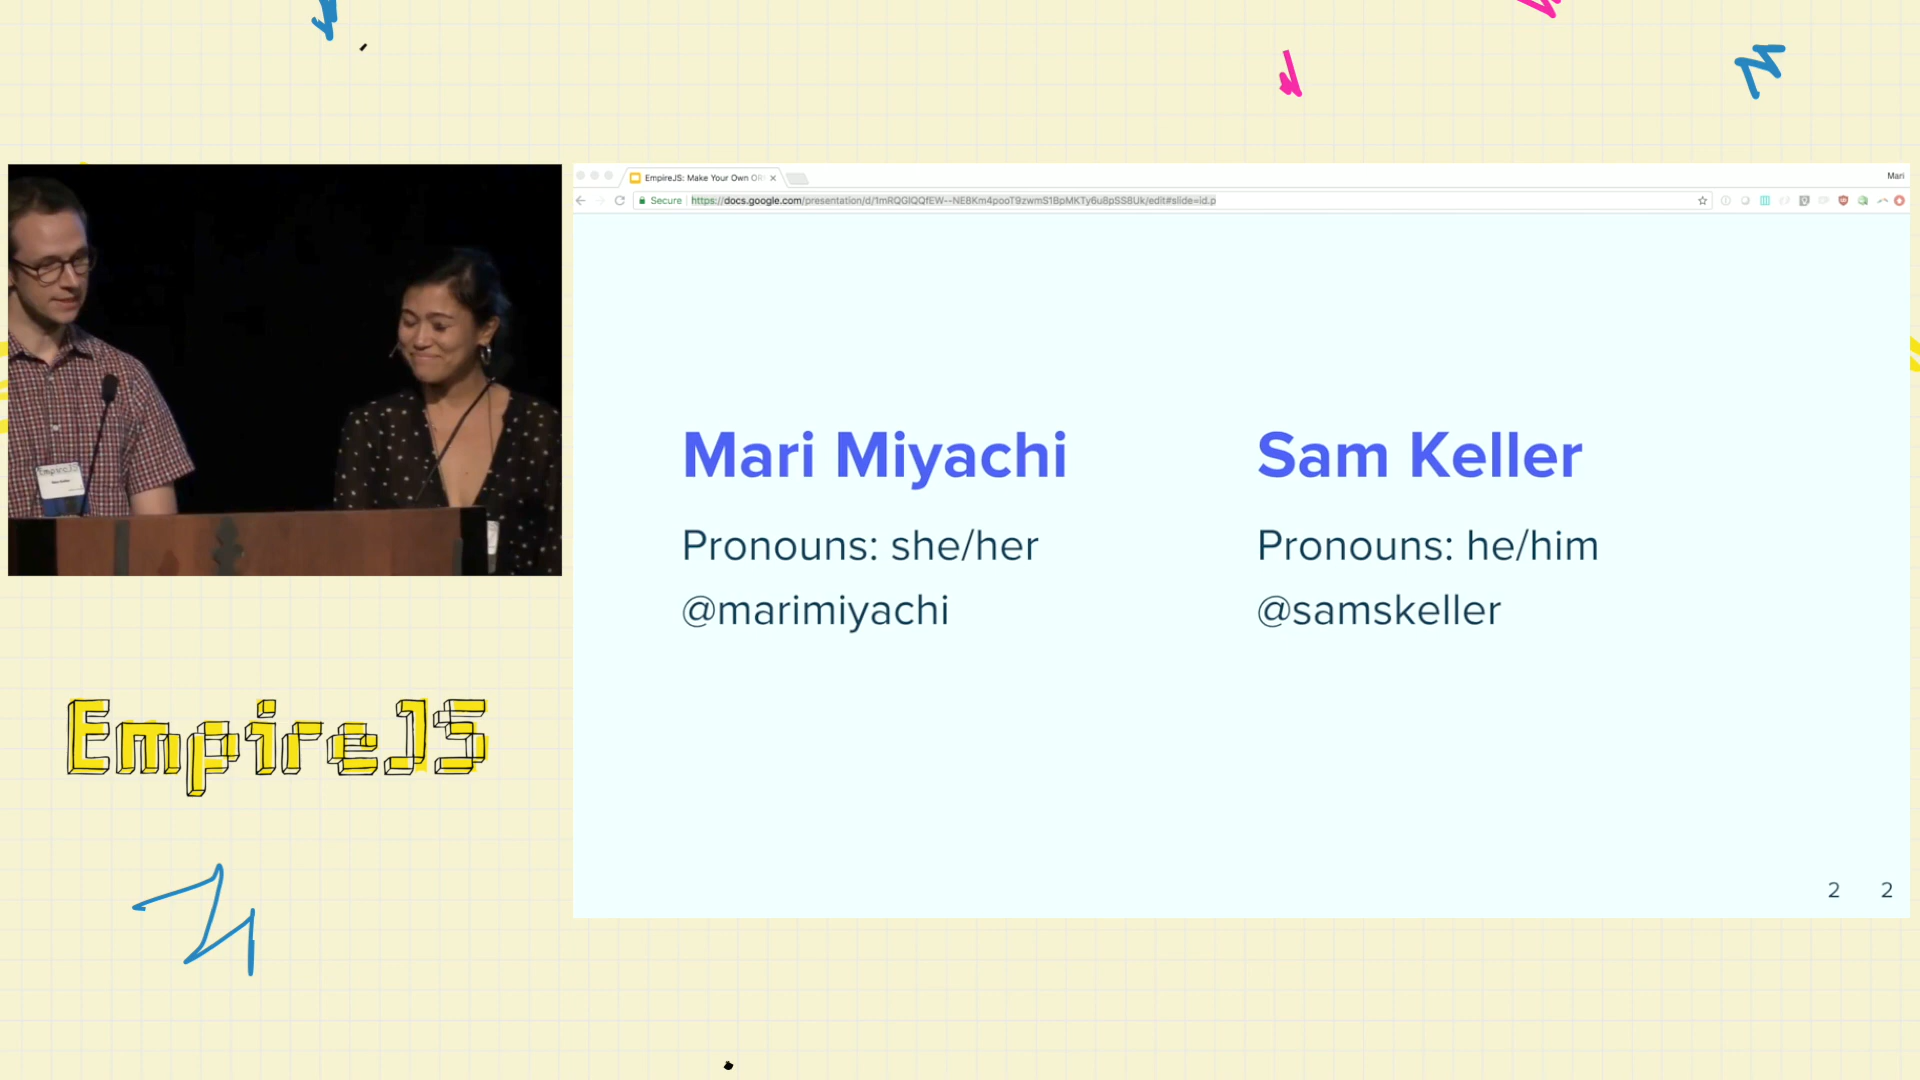 EmpireJS: Make Your Own OR
Mari
Secure
https://docs.google.com/presentation/d/1mRQGlQQfEW--NE8Km4pooT9zwmS1BpMKTy6u8pSS8Uk/edit#slide=id.p
Mari Miyachi
Sam Keller
Pronouns: she/her
Pronouns: he/him
@marimiyachi
@samskeller
EmpireJS
2 2